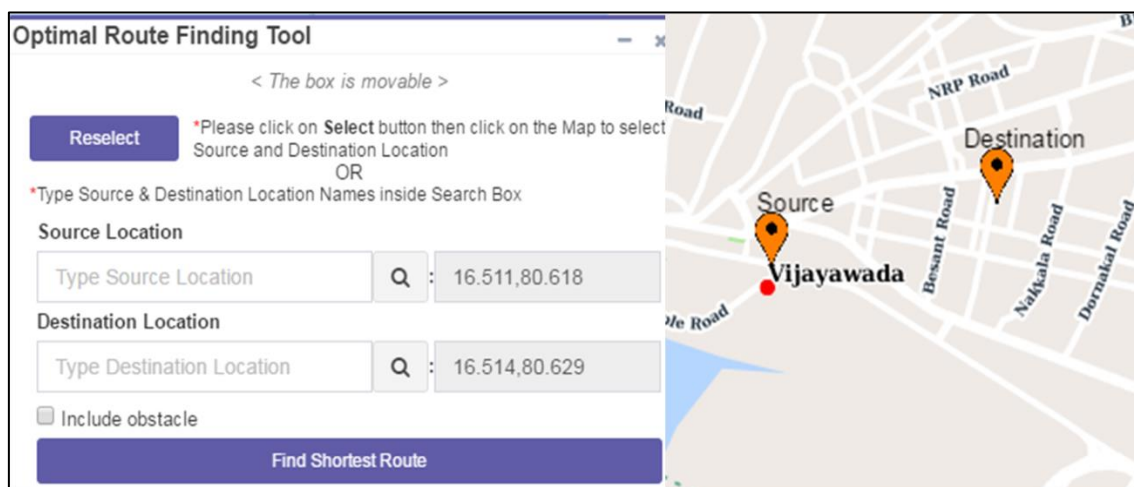 Optimal Route Finding Tool
< The box is movable >
Reselect
*Please click on Select button then click on the Map to select
Source and Destination Location
OR
*Type Source & Destination Location Names inside Search Box
Source Location
Type Source Location : 16.511,80.618
Destination Location
Type Destination Location : 16.514,80.629
Include obstacle
Find Shortest Route
Road
NRP Road
Destination
Source
Vijayawada
Besant Road
Nakkala Road
Dornakal Road
Road